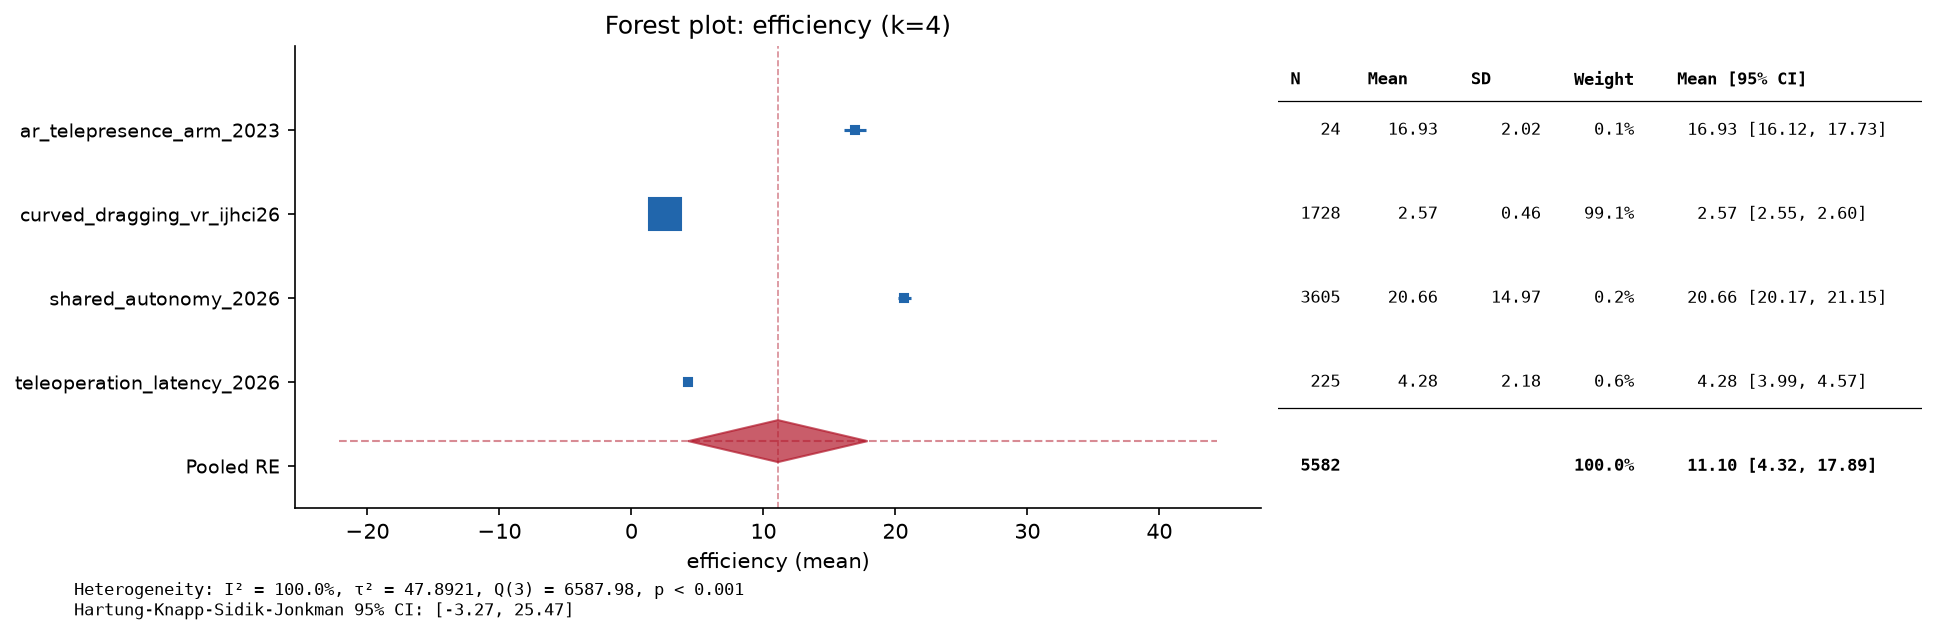 Forest plot: efficiency (k=4)
N Mean SD Weight Mean [95% CI]
ar_telepresence_arm_2023 24 16.93 2.02 0.1% 16.93 [16.12, 17.73]
curved_dragging_vr_ijhci26 1728 2.57 0.46 99.1% 2.57 [2.55, 2.60]
shared_autonomy_2026 3605 20.66 14.97 0.2% 20.66 [20.17, 21.15]
teleoperation_latency_2026 225 4.28 2.18 0.6% 4.28 [3.99, 4.57]
Pooled RE 5582 100.0% 11.10 [4.32, 17.89]
−20 −10 0 10 20 30 40
efficiency (mean)
Heterogeneity: I² = 100.0%, τ² = 47.8921, Q(3) = 6587.98, p < 0.001
Hartung-Knapp-Sidik-Jonkman 95% CI: [-3.27, 25.47]